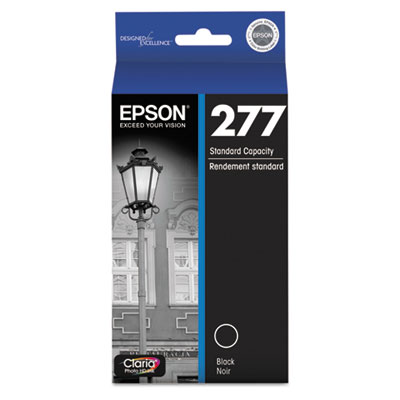 DESIGNED for EXCELLENCE
EPSON
EPSON
EXCEED YOUR VISION
277
Standard Capacity
Rendement standard
Black
Noir
Claria
Photo HD Ink